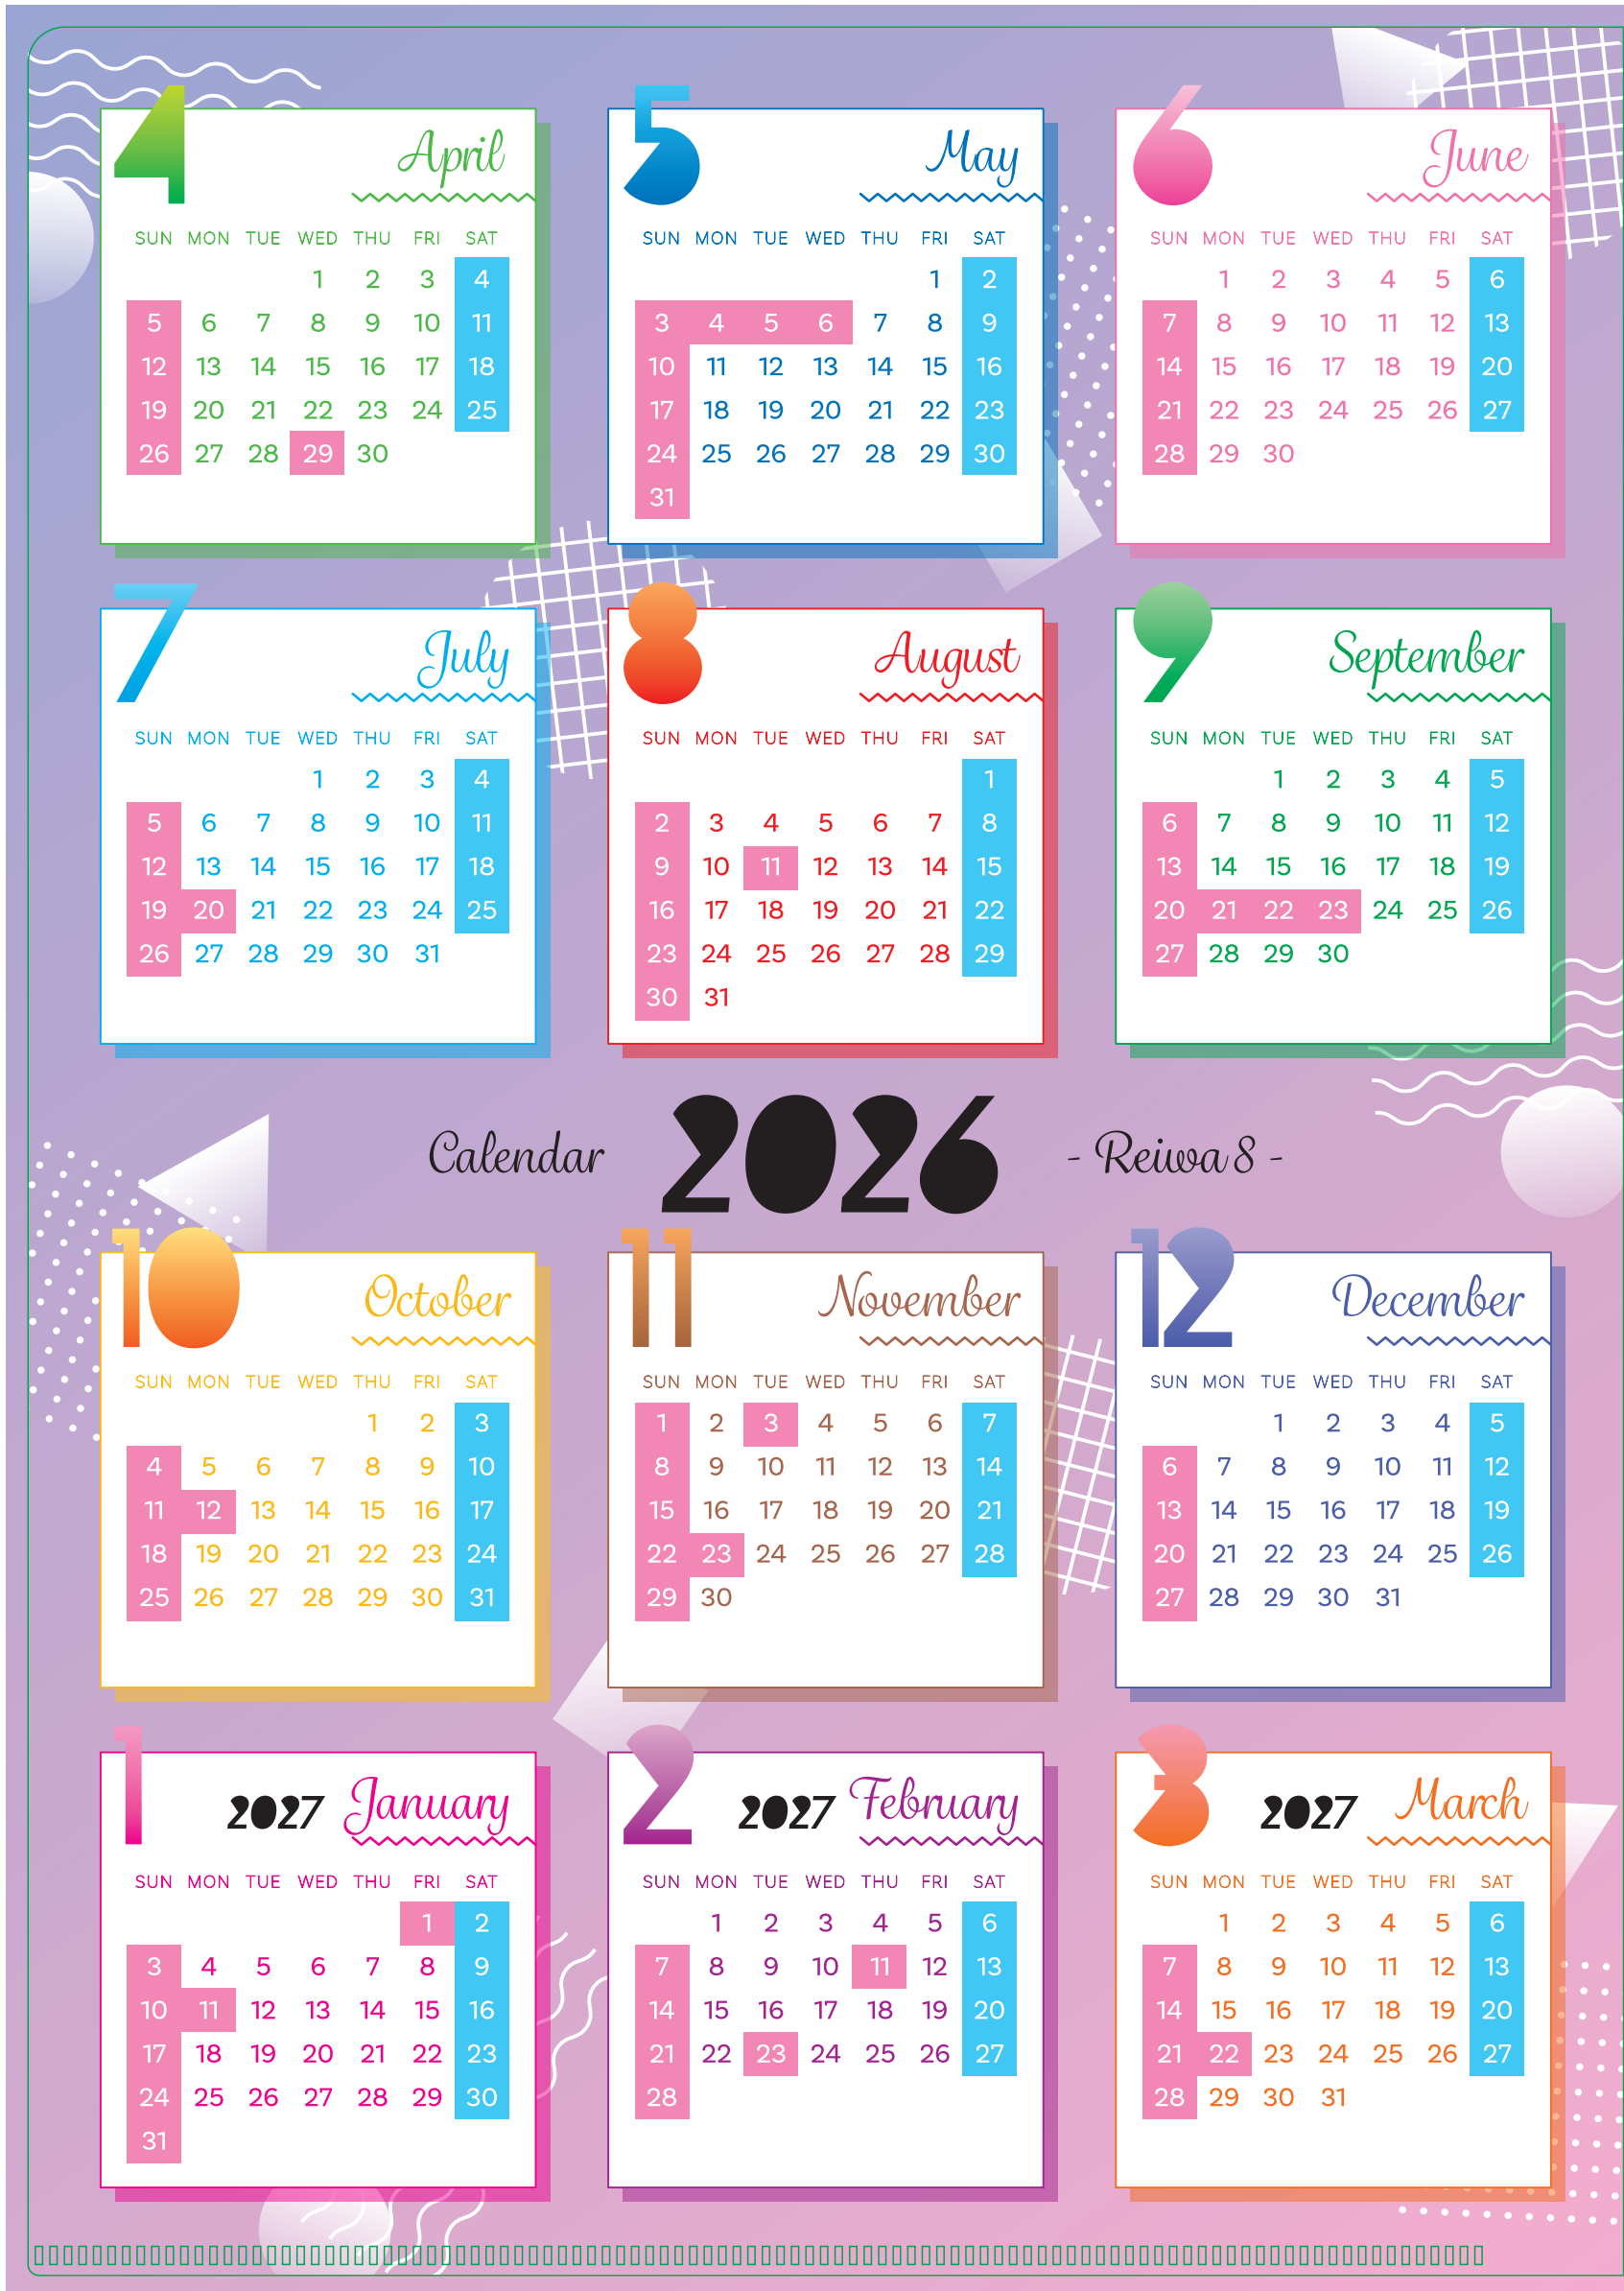 4 April
SUN MON TUE WED THU FRI SAT
1 2 3 4
5 6 7 8 9 10 11
12 13 14 15 16 17 18
19 20 21 22 23 24 25
26 27 28 29 30
5 May
SUN MON TUE WED THU FRI SAT
1 2
3 4 5 6 7 8 9
10 11 12 13 14 15 16
17 18 19 20 21 22 23
24 25 26 27 28 29 30
31
6 June
SUN MON TUE WED THU FRI SAT
1 2 3 4 5 6
7 8 9 10 11 12 13
14 15 16 17 18 19 20
21 22 23 24 25 26 27
28 29 30
7 July
SUN MON TUE WED THU FRI SAT
1 2 3 4
5 6 7 8 9 10 11
12 13 14 15 16 17 18
19 20 21 22 23 24 25
26 27 28 29 30 31
8 August
SUN MON TUE WED THU FRI SAT
1
2 3 4 5 6 7 8
9 10 11 12 13 14 15
16 17 18 19 20 21 22
23 24 25 26 27 28 29
30 31
9 September
SUN MON TUE WED THU FRI SAT
1 2 3 4 5
6 7 8 9 10 11 12
13 14 15 16 17 18 19
20 21 22 23 24 25 26
27 28 29 30
Calendar 2026 - Reiwa 8 -
10 October
SUN MON TUE WED THU FRI SAT
1 2 3
4 5 6 7 8 9 10
11 12 13 14 15 16 17
18 19 20 21 22 23 24
25 26 27 28 29 30 31
11 November
SUN MON TUE WED THU FRI SAT
1 2 3 4 5 6 7
8 9 10 11 12 13 14
15 16 17 18 19 20 21
22 23 24 25 26 27 28
29 30
12 December
SUN MON TUE WED THU FRI SAT
1 2 3 4 5
6 7 8 9 10 11 12
13 14 15 16 17 18 19
20 21 22 23 24 25 26
27 28 29 30 31
1 2027 January
SUN MON TUE WED THU FRI SAT
1 2
3 4 5 6 7 8 9
10 11 12 13 14 15 16
17 18 19 20 21 22 23
24 25 26 27 28 29 30
31
2 2027 February
SUN MON TUE WED THU FRI SAT
1 2 3 4 5 6
7 8 9 10 11 12 13
14 15 16 17 18 19 20
21 22 23 24 25 26 27
28
3 2027 March
SUN MON TUE WED THU FRI SAT
1 2 3 4 5 6
7 8 9 10 11 12 13
14 15 16 17 18 19 20
21 22 23 24 25 26 27
28 29 30 31